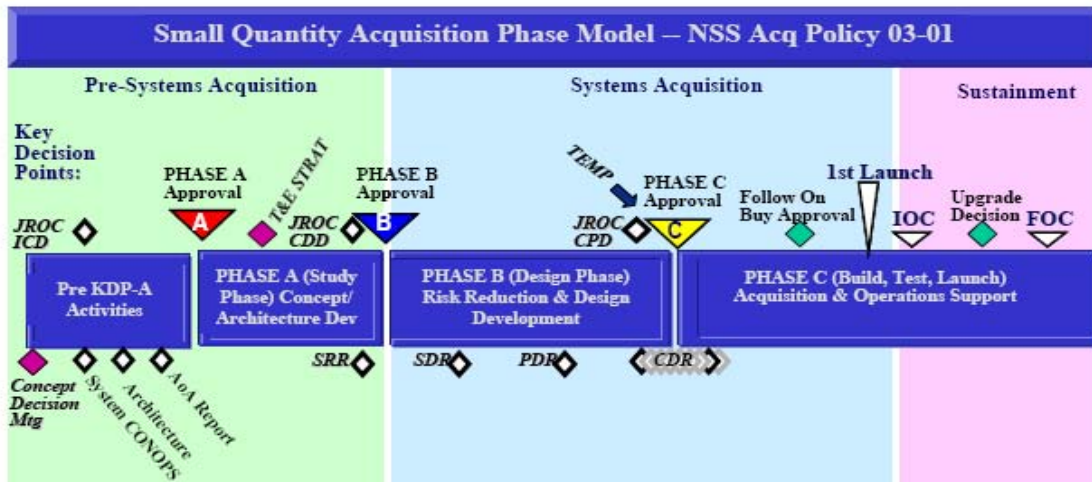 Small Quantity Acquisition Phase Model -- NSS Acq Policy 03-01
Pre-Systems Acquisition
Systems Acquisition
Sustainment
Key
Decision
Points:
JROC
ICD
PHASE A
Approval
A
T&E STRAT
JROC
CDD
PHASE B
Approval
B
TEMP
JROC
CPD
PHASE C
Approval
C
Follow On
Buy Approval
1st Launch
IOC
Upgrade
Decision
FOC
Pre KDP-A
Activities
PHASE A (Study
Phase) Concept/
Architecture Dev
PHASE B (Design Phase)
Risk Reduction & Design
Development
PHASE C (Build, Test, Launch)
Acquisition & Operations Support
Concept
Decision
Mtg
System CONOPS
Architecture
AoA Report
SRR
SDR
PDR
CDR